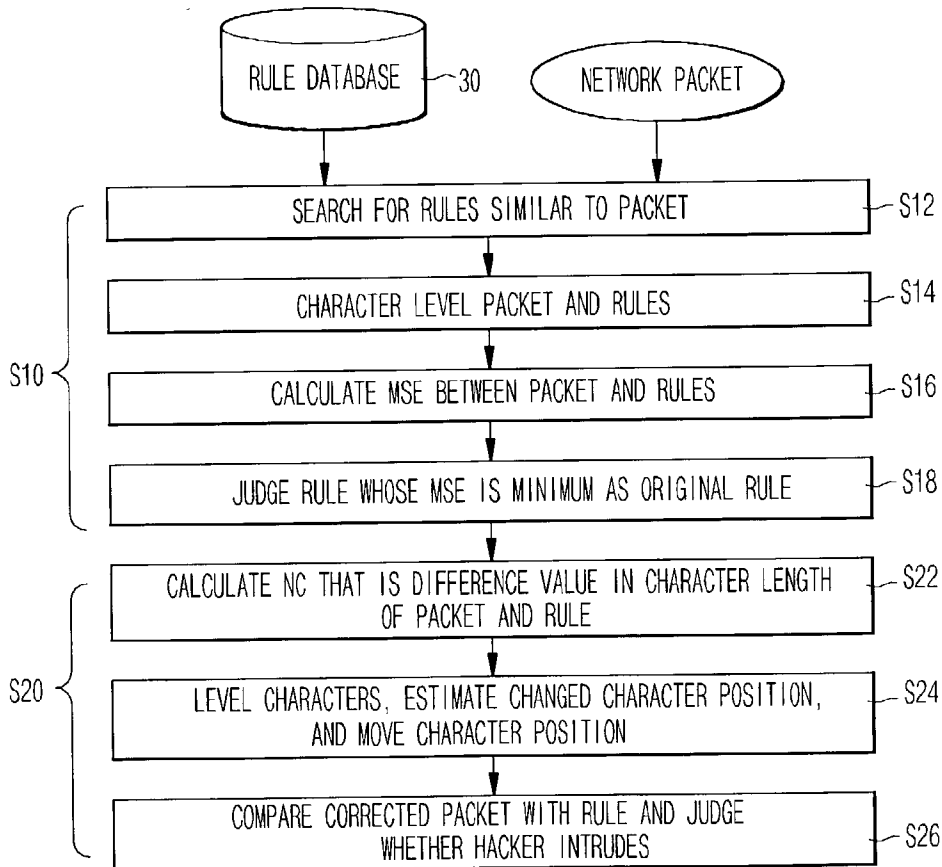 RULE DATABASE
30
NETWORK PACKET
SEARCH FOR RULES SIMILAR TO PACKET
S12
CHARACTER LEVEL PACKET AND RULES
S14
S10
CALCULATE MSE BETWEEN PACKET AND RULES
S16
JUDGE RULE WHOSE MSE IS MINIMUM AS ORIGINAL RULE
S18
CALCULATE NC THAT IS DIFFERENCE VALUE IN CHARACTER LENGTH
OF PACKET AND RULE
S22
S20
LEVEL CHARACTERS, ESTIMATE CHANGED CHARACTER POSITION,
AND MOVE CHARACTER POSITION
S24
COMPARE CORRECTED PACKET WITH RULE AND JUDGE
WHETHER HACKER INTRUDES
S26